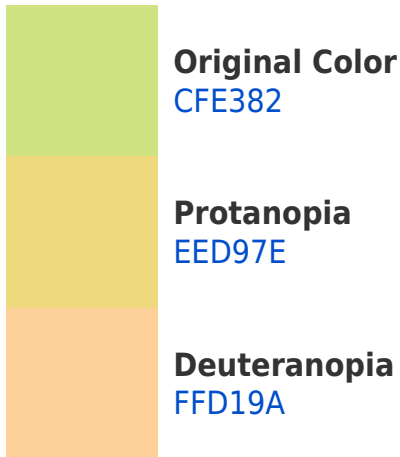 Original Color
CFE382
Protanopia
EED97E
Deuteranopia
FFD19A